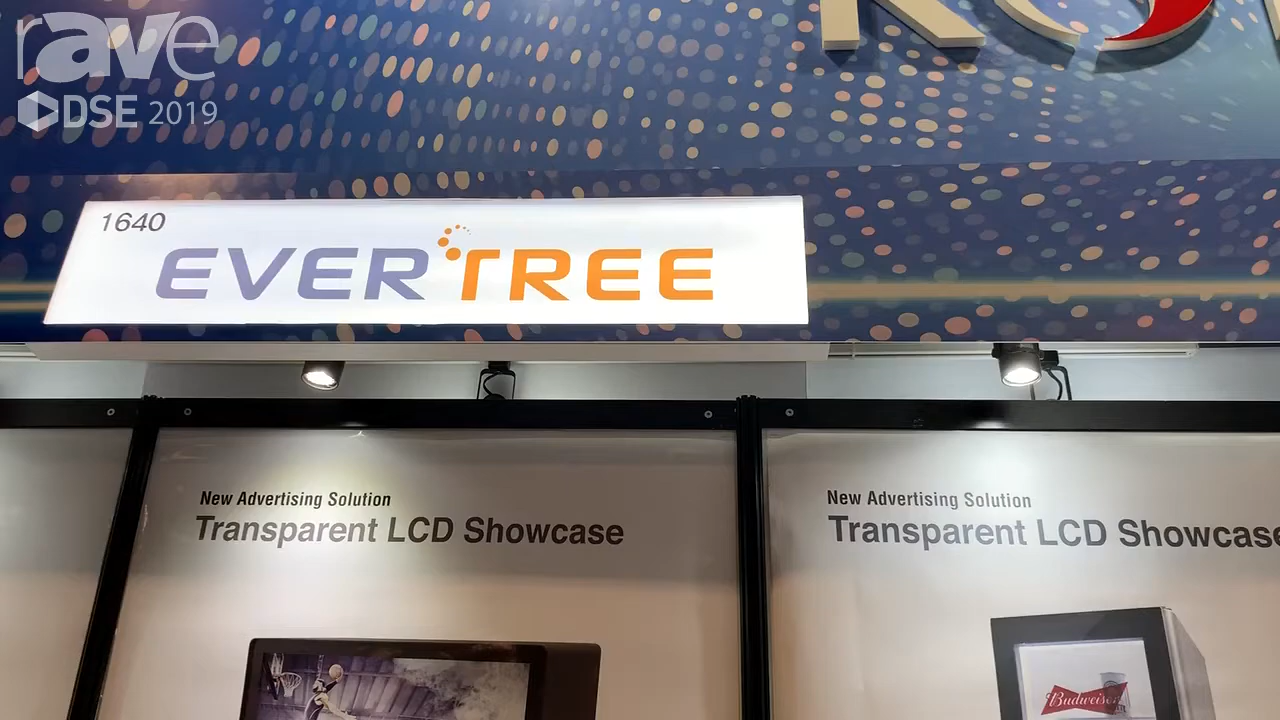 rave
DSE 2019
1640
EVERTREE
New Advertising Solution
Transparent LCD Showcase
New Advertising Solution
Transparent LCD Showcase
Budweiser